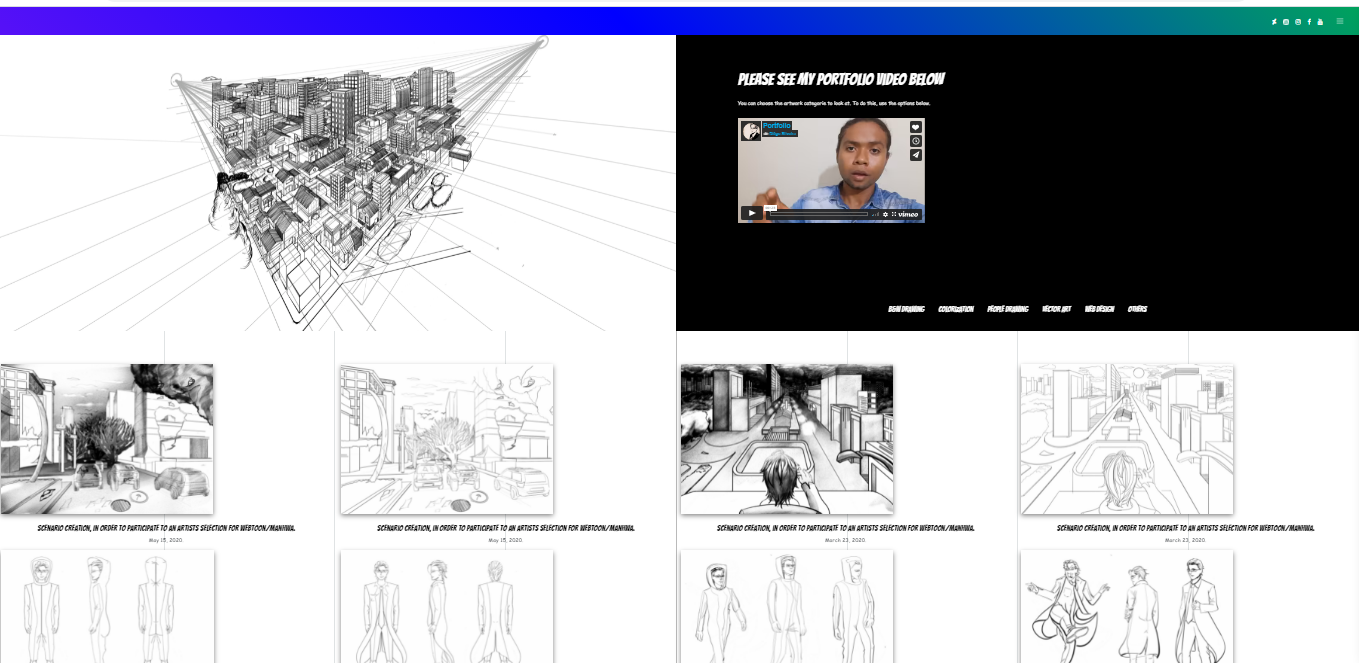 PLEASE SEE MY PORTFOLIO VIDEO BELOW
You can choose the artwork categorie to look at. To do this, use the options below.
Portfolio
vimeo
B&W DRAWING COLORIZATION PEOPLE DRAWING VECTOR ART WEB DESIGN OTHERS
SCENARIO CREATION, IN ORDER TO PARTICIPATE TO AN ARTISTS SELECTION FOR WEBTOON/MANHWA.
May 15, 2020
SCENARIO CREATION, IN ORDER TO PARTICIPATE TO AN ARTISTS SELECTION FOR WEBTOON/MANHWA.
May 15, 2020
SCENARIO CREATION, IN ORDER TO PARTICIPATE TO AN ARTISTS SELECTION FOR WEBTOON/MANHWA.
March 23, 2020
SCENARIO CREATION, IN ORDER TO PARTICIPATE TO AN ARTISTS SELECTION FOR WEBTOON/MANHWA.
March 23, 2020